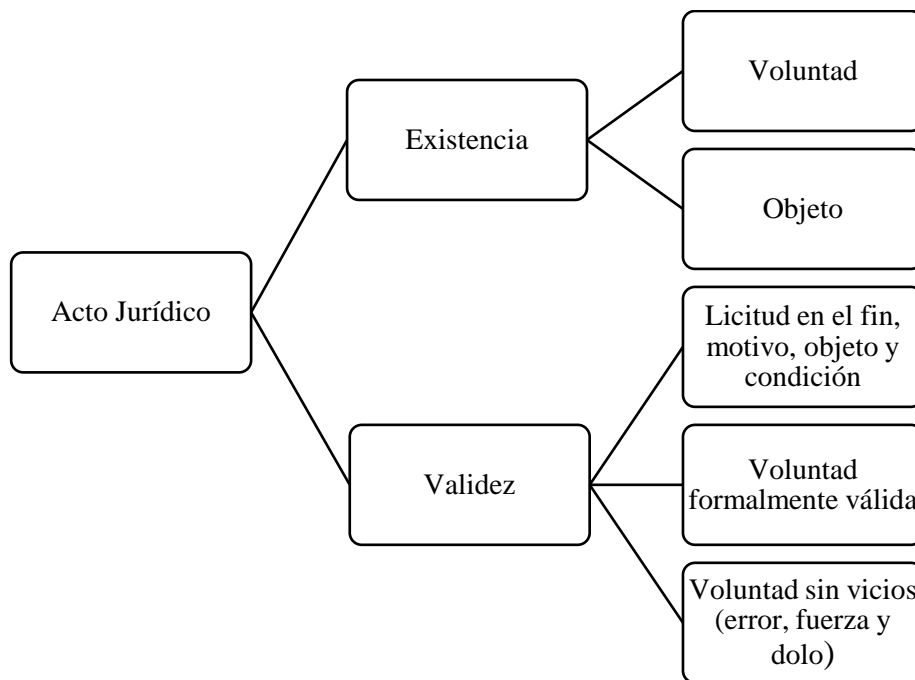 Voluntad
Existencia
Objeto
Acto Jurídico
Licitud en el fin,
motivo, objeto y
condición
Validez
Voluntad
formalmente válida
Voluntad sin vicios
(error, fuerza y
dolo)